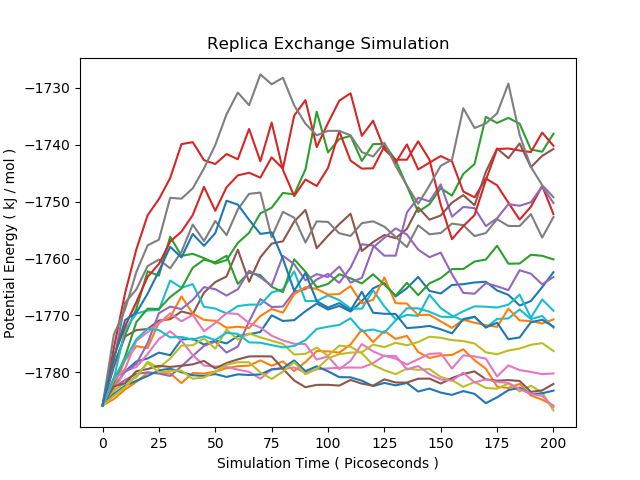 Replica Exchange Simulation
−1730
−1740
−1750
−1760
−1770
−1780
Potential Energy ( kJ / mol )
0 25 50 75 100 125 150 175 200
Simulation Time ( Picoseconds )